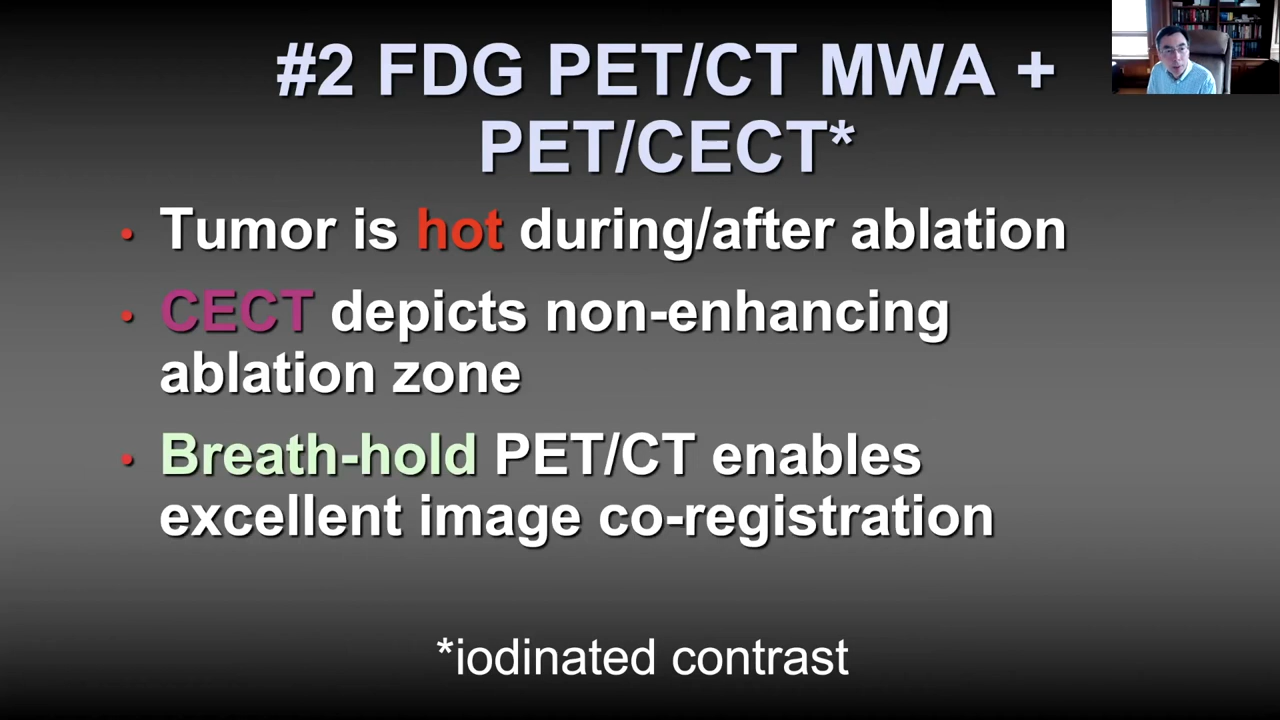 #2 FDG PET/CT MWA +
PET/CECT*
• Tumor is hot during/after ablation
• CECT depicts non-enhancing
ablation zone
• Breath-hold PET/CT enables
excellent image co-registration
*iodinated contrast